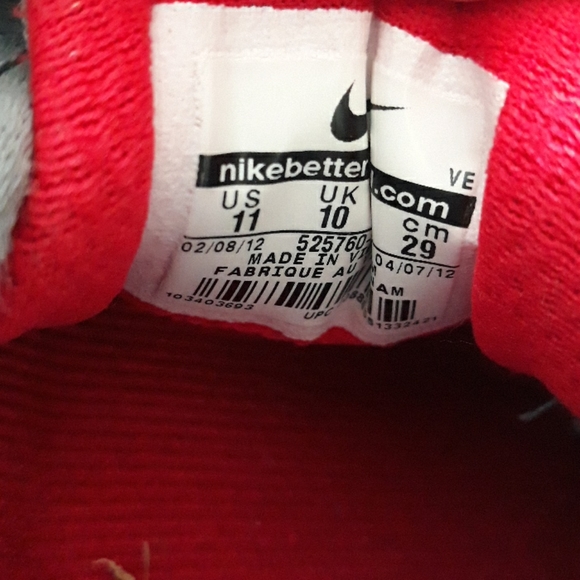 VE
nikebetter .com
US UK cm
11 10 29
02/08/12 525760 04/07/12
MADE IN
FABRIQUE AU AM
103403693 UPC